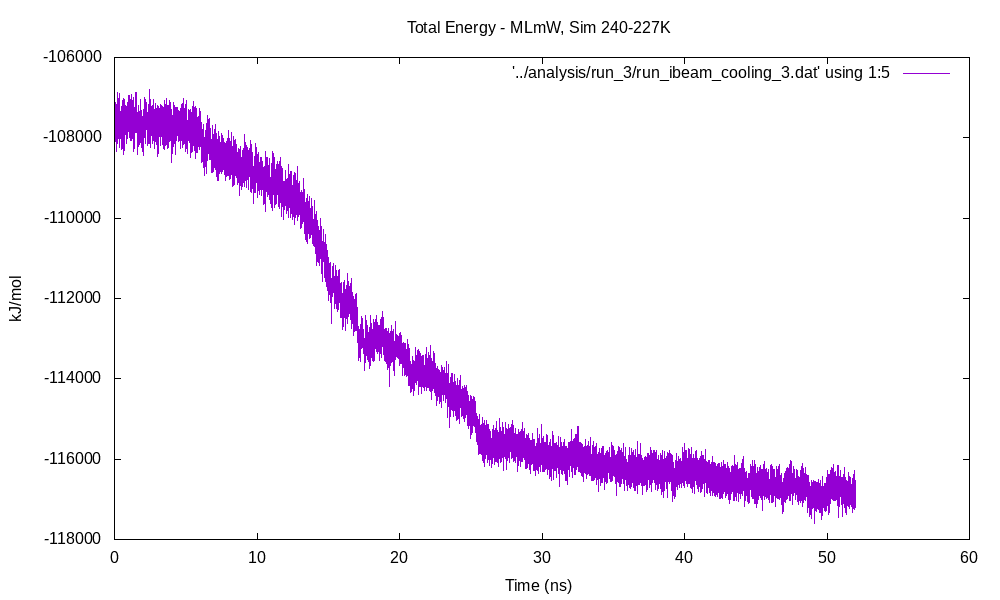 Total Energy - MLmW, Sim 240-227K
'../analysis/run_3/run_ibeam_cooling_3.dat' using 1:5
-106000
-108000
-110000
-112000
-114000
-116000
-118000
kJ/mol
0 10 20 30 40 50 60
Time (ns)